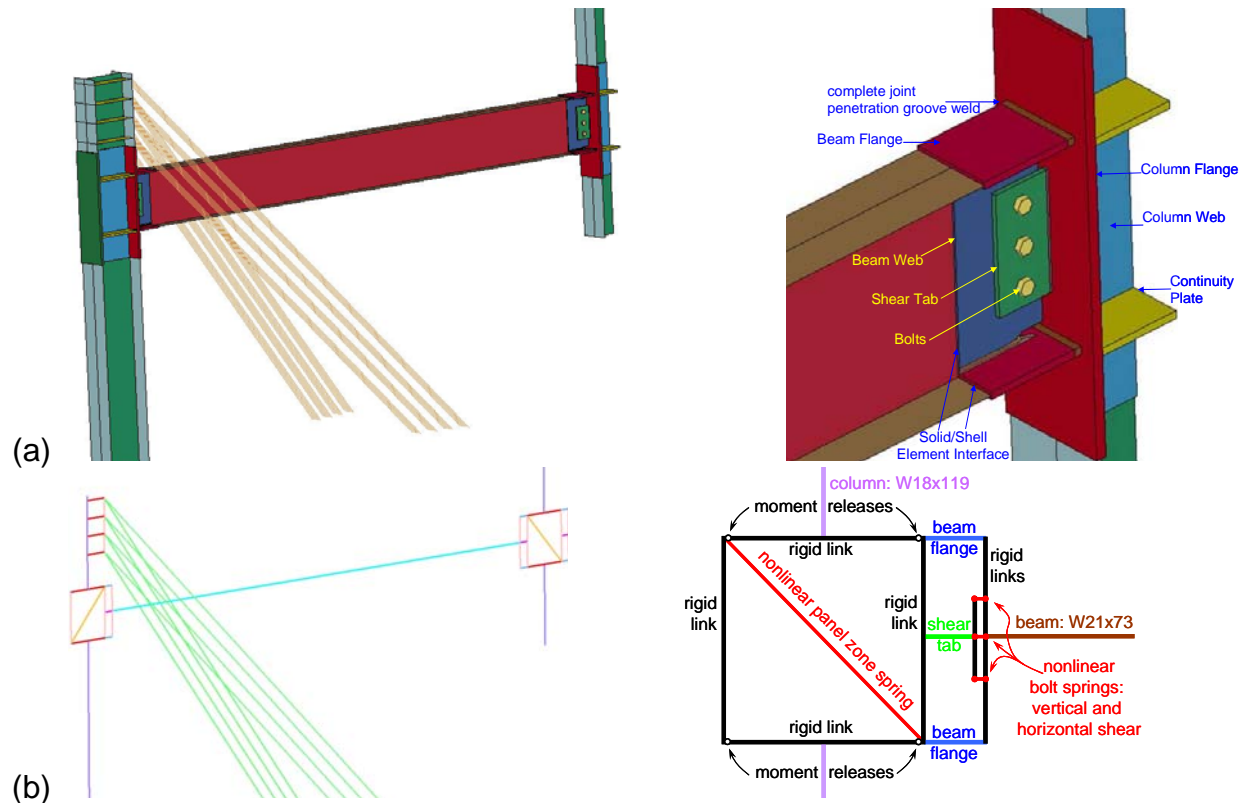 complete joint
penetration groove weld
Beam Flange
Column Flange
Column Web
Beam Web
Shear Tab
Continuity
Plate
Bolts
Solid/Shell
Element Interface
(a)
column: W18x119
moment releases
beam
flange
rigid link
rigid
links
nonlinear panel zone spring
rigid
link
rigid
link
shear
tab
beam: W21x73
nonlinear
bolt springs:
vertical and
horizontal shear
rigid link
beam
flange
moment releases
(b)